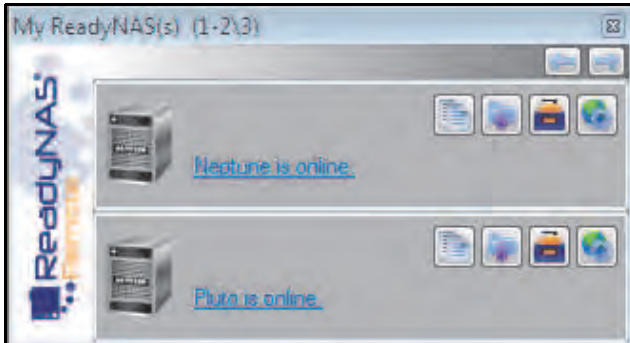 My ReadyNAS(s) (1-2\3)
ReadyNAS
Remote
Neptune is online.
Pluto is online.